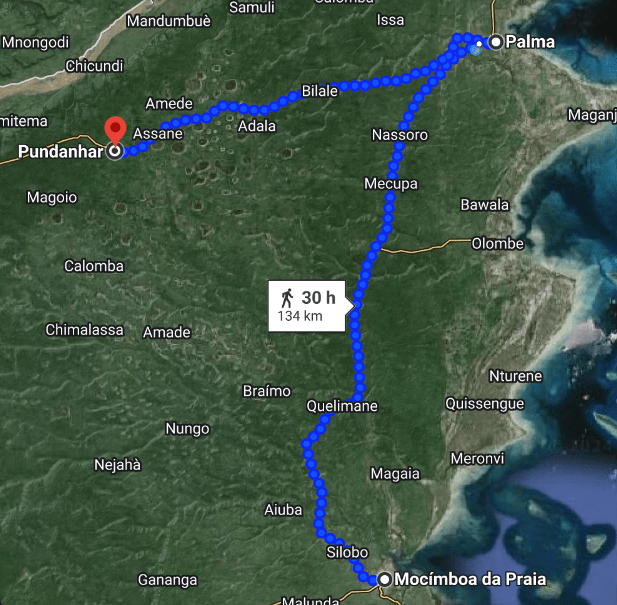 Samuli
Issa
Mandumbuè
Mnongodi
Palma
Chicundi
Bilale
Amede
Maganj
mitema
Assane
Adala
Nassoro
Pundanhar
Mecupa
Magoio
Bawala
Olombe
Calomba
30 h
134 km
Chimalassa
Amade
Nturene
Braímo
Quelimane
Quissengue
Nungo
Meronvi
Nejahà
Magaia
Aiuba
Silobo
Gananga
Mocímboa da Praia
Malunda